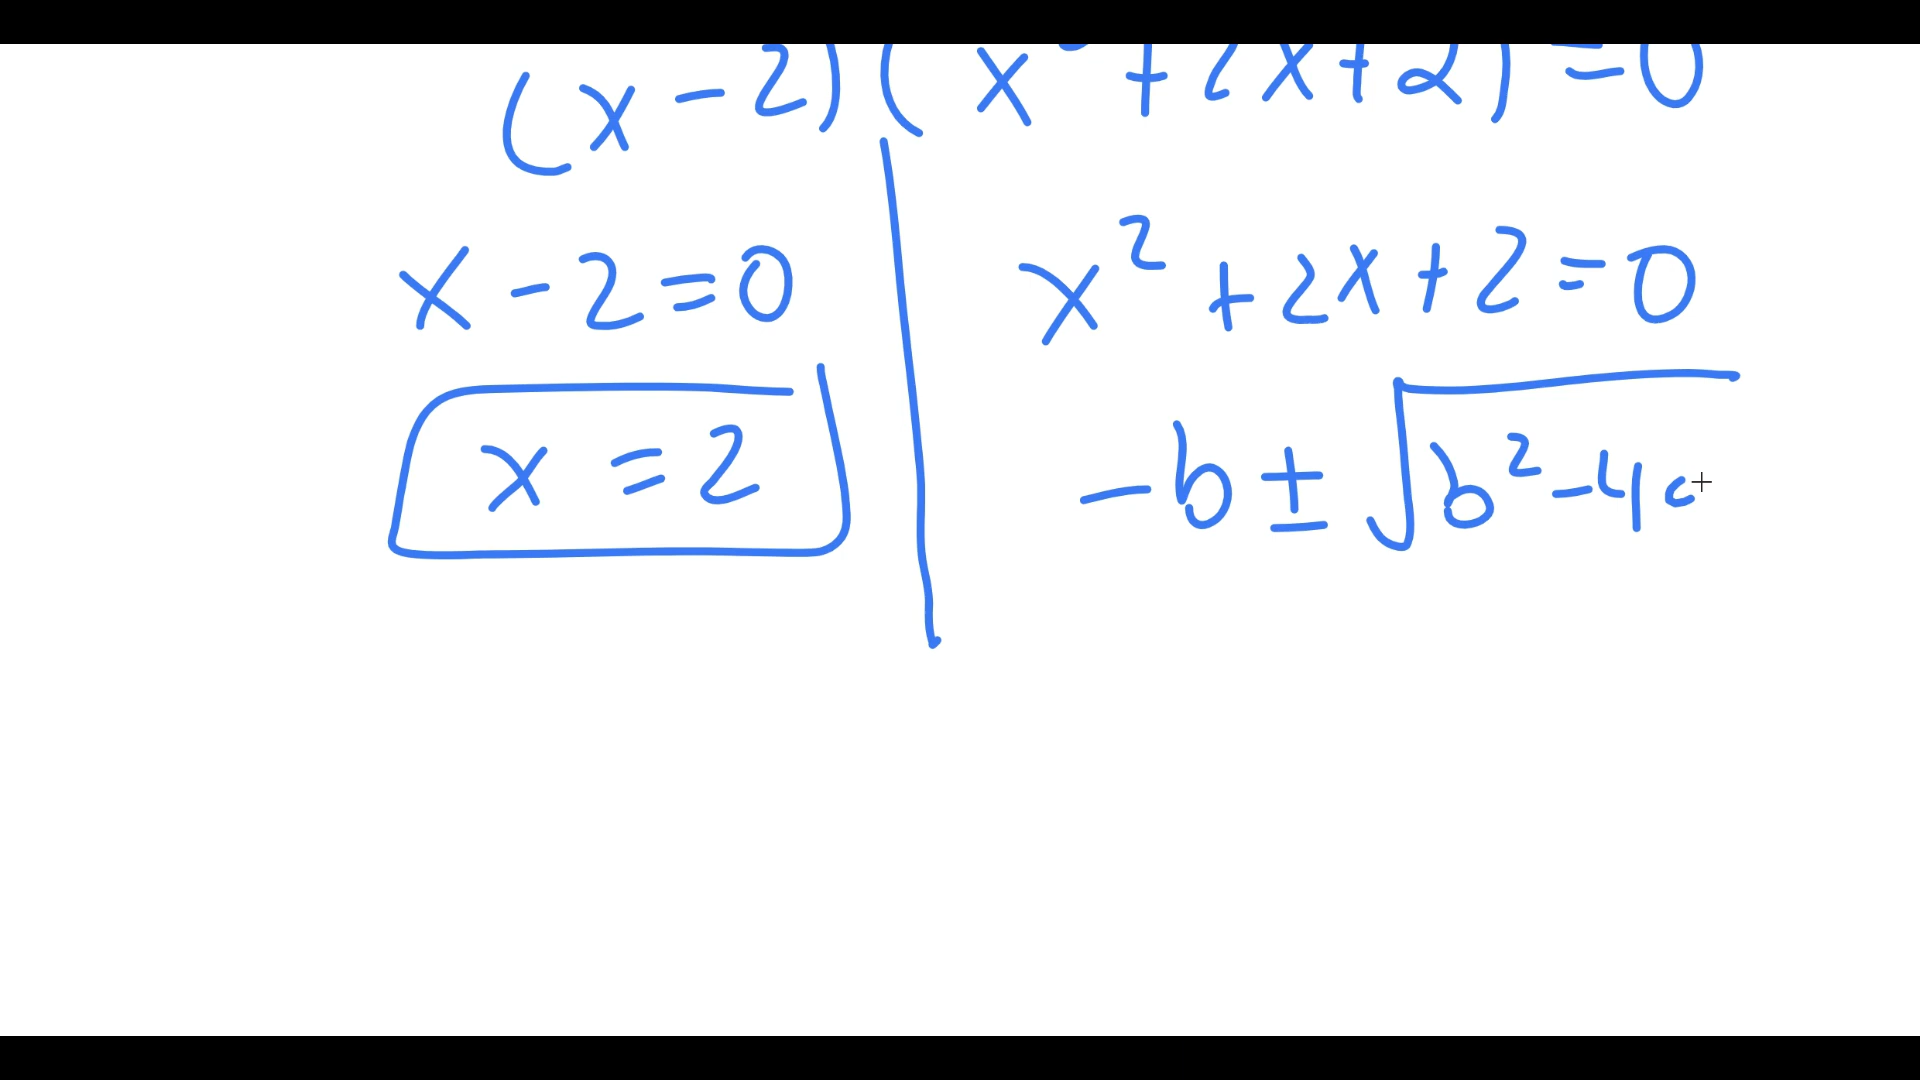 (x-2)(x²+2x+2)=0
x-2=0
x=2
x²+2x+2=0
-b±√b²-4